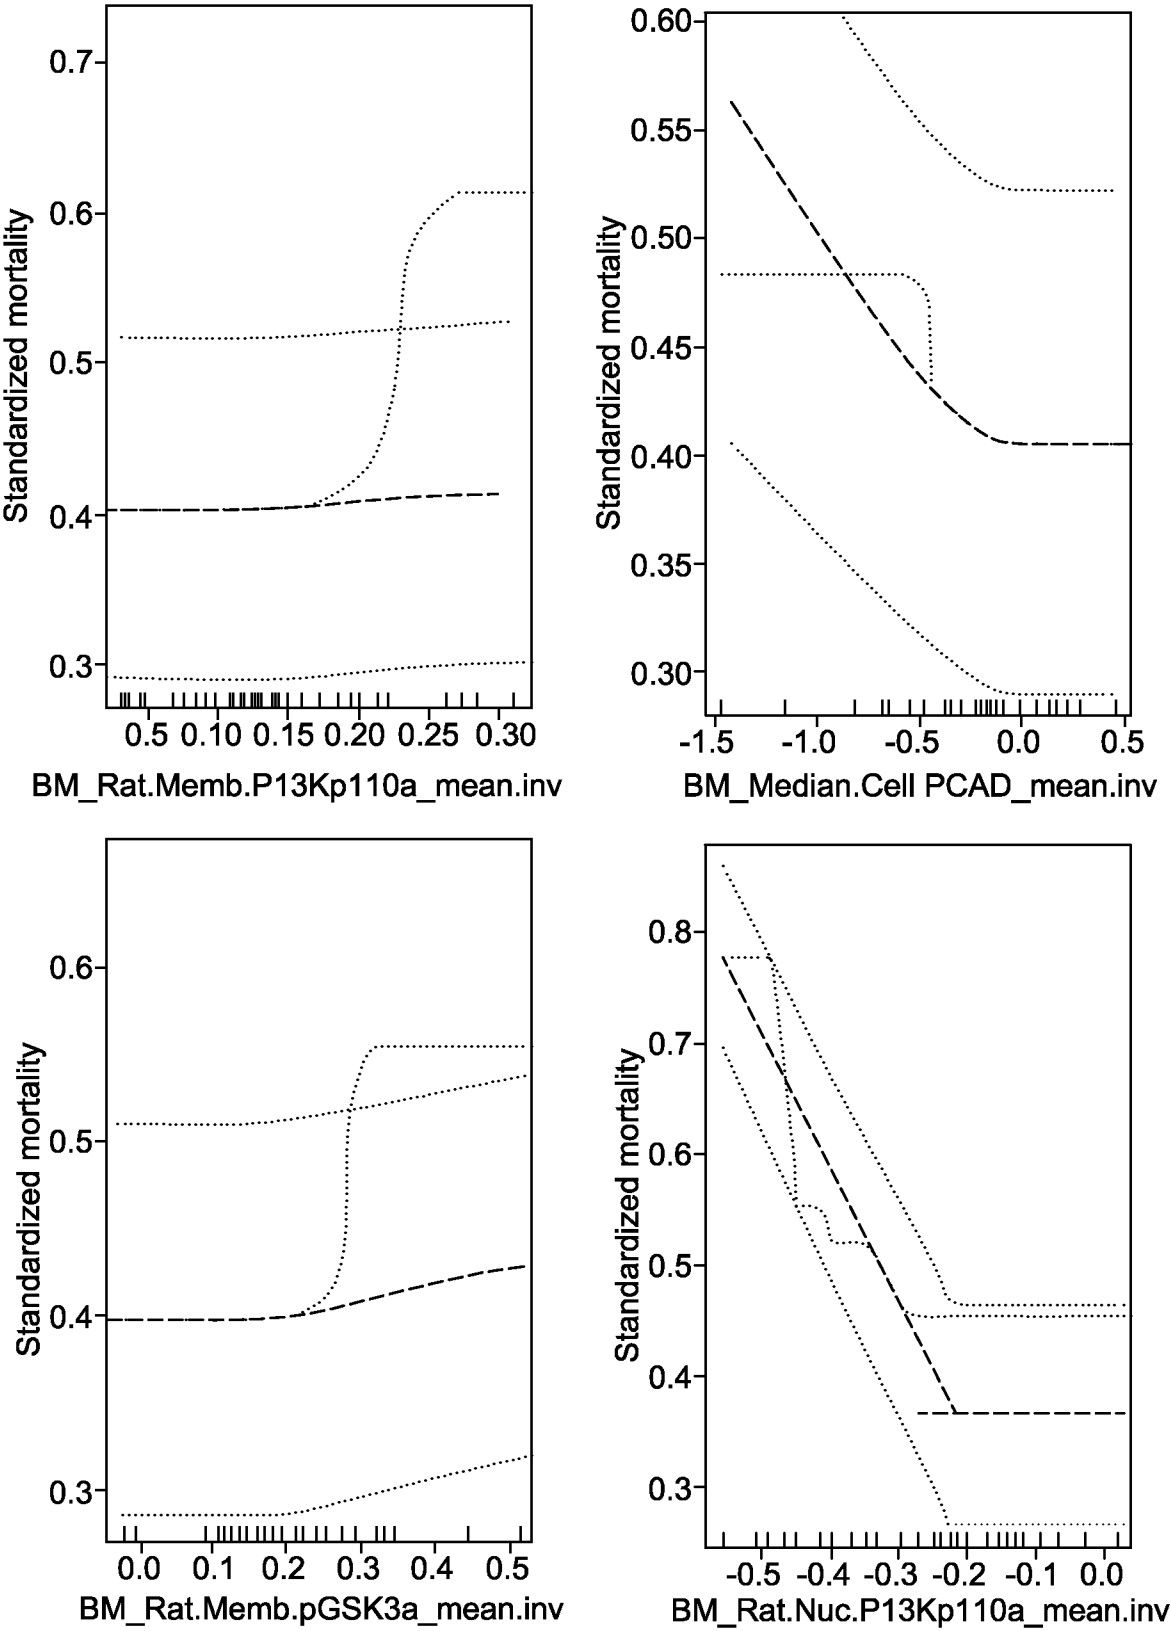 0.7
0.6
0.5
0.4
0.3
Standardized mortality
0.5 0.10 0.15 0.20 0.25 0.30
BM_Rat.Memb.P13Kp110a_mean.inv
0.60
0.55
0.50
0.45
0.40
0.35
0.30
Standardized mortality
-1.5 -1.0 -0.5 0.0 0.5
BM_Median.Cell PCAD_mean.inv
0.6
0.5
0.4
0.3
Standardized mortality
0.0 0.1 0.2 0.3 0.4 0.5
BM_Rat.Memb.pGSK3a_mean.inv
0.8
0.7
0.6
0.5
0.4
0.3
Standardized mortality
-0.5 -0.4 -0.3 -0.2 -0.1 0.0
BM_Rat.Nuc.P13Kp110a_mean.inv